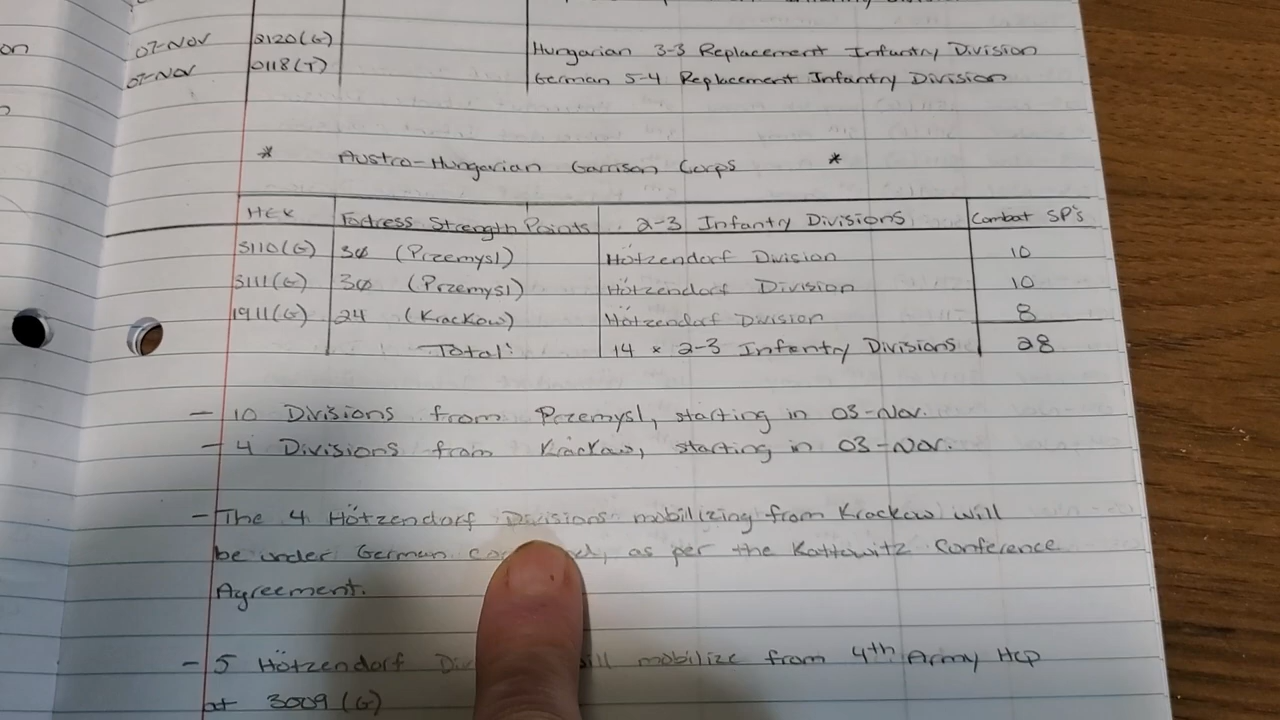 on
07-Nov 2120(G) Hungarian 3-3 Replacement Infantry Division
07-Nov 0118(T) German 5-4 Replacement Infantry Division
* Austro-Hungarian Garrison Corps *
HEX Fortress Strength Points 2-3 Infantry Divisions Combat SP's
3110(G) 30 (Przemysl) Hötzendorf Division 10
3111(G) 30 (Przemysl) Hötzendorf Division 10
1911(G) 24 (Krackow) Hötzendorf Division 8
Total: 14 x 2-3 Infantry Divisions 28
- 10 Divisions from Przemysl, starting in 03-Nov.
- 4 Divisions from Krackow, starting in 03-Nov.
- The 4 Hötzendorf Divisions mobilizing from Krackow will
be under German as per the Kattowitz Conference
Agreement.
- 5 Hötzendorf mobilize from 4th Army HQ
at 3009 (G)